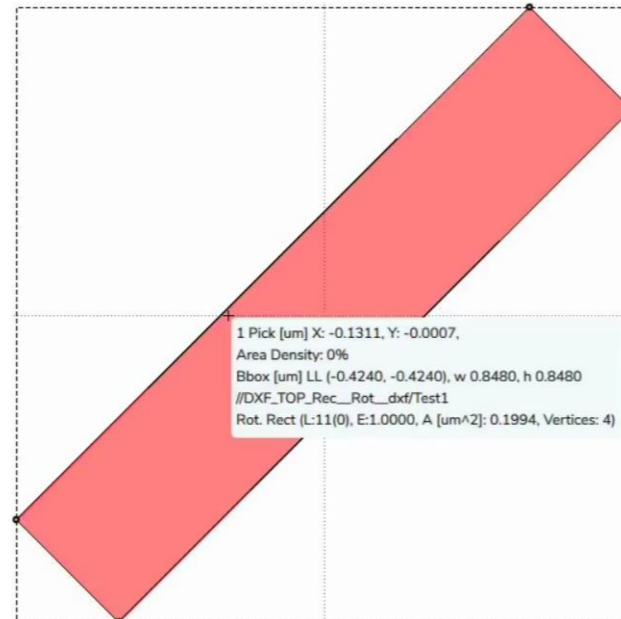 1 Pick [um] X: -0.1311, Y: -0.0007,
Area Density: 0%
Bbox [um] LL (-0.4240, -0.4240), w 0.8480, h 0.8480
//DXF_TOP_Rec__Rot__dxf/Test1
Rot. Rect (L:11(0), E:1.0000, A [um^2]: 0.1994, Vertices: 4)